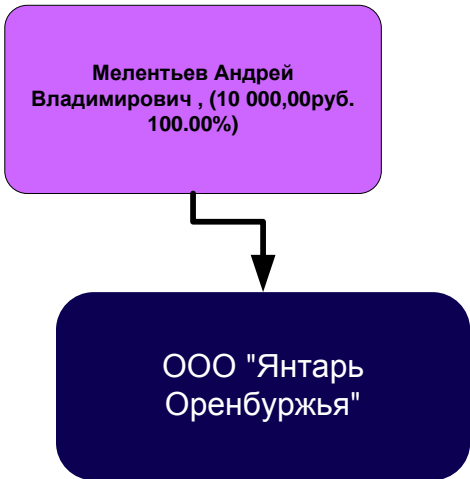 Мелентьев Андрей
Владимирович , (10 000,00руб.
100.00%)
ООО "Янтарь
Оренбуржья"